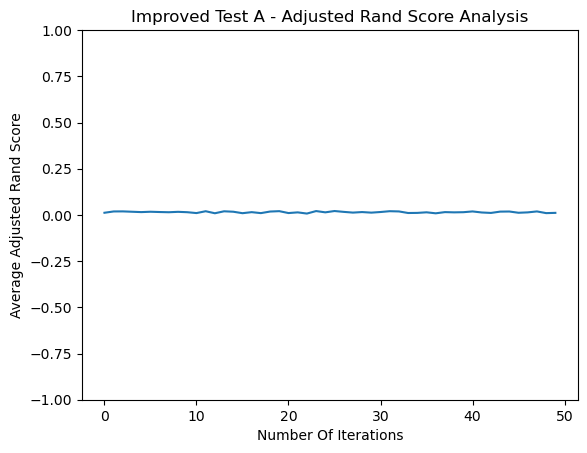 Improved Test A - Adjusted Rand Score Analysis
1.00
0.75
0.50
0.25
0.00
−0.25
−0.50
−0.75
−1.00
Average Adjusted Rand Score
0 10 20 30 40 50
Number Of Iterations